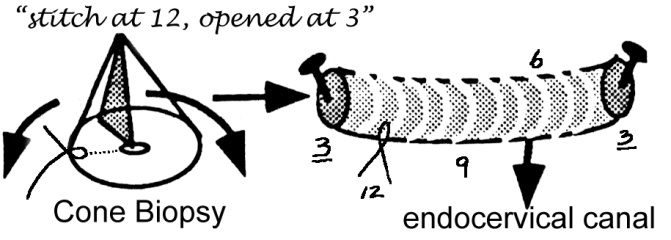 “stitch at 12, opened at 3”
6
3
3
12
9
Cone Biopsy
endocervical canal